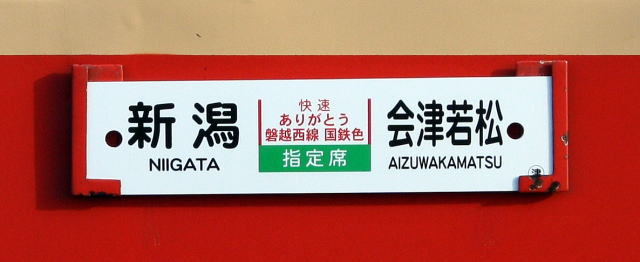 新潟
NIIGATA
快速
ありがとう
磐越西線 国鉄色
指定席
会津若松
AIZUWAKAMATSU
津